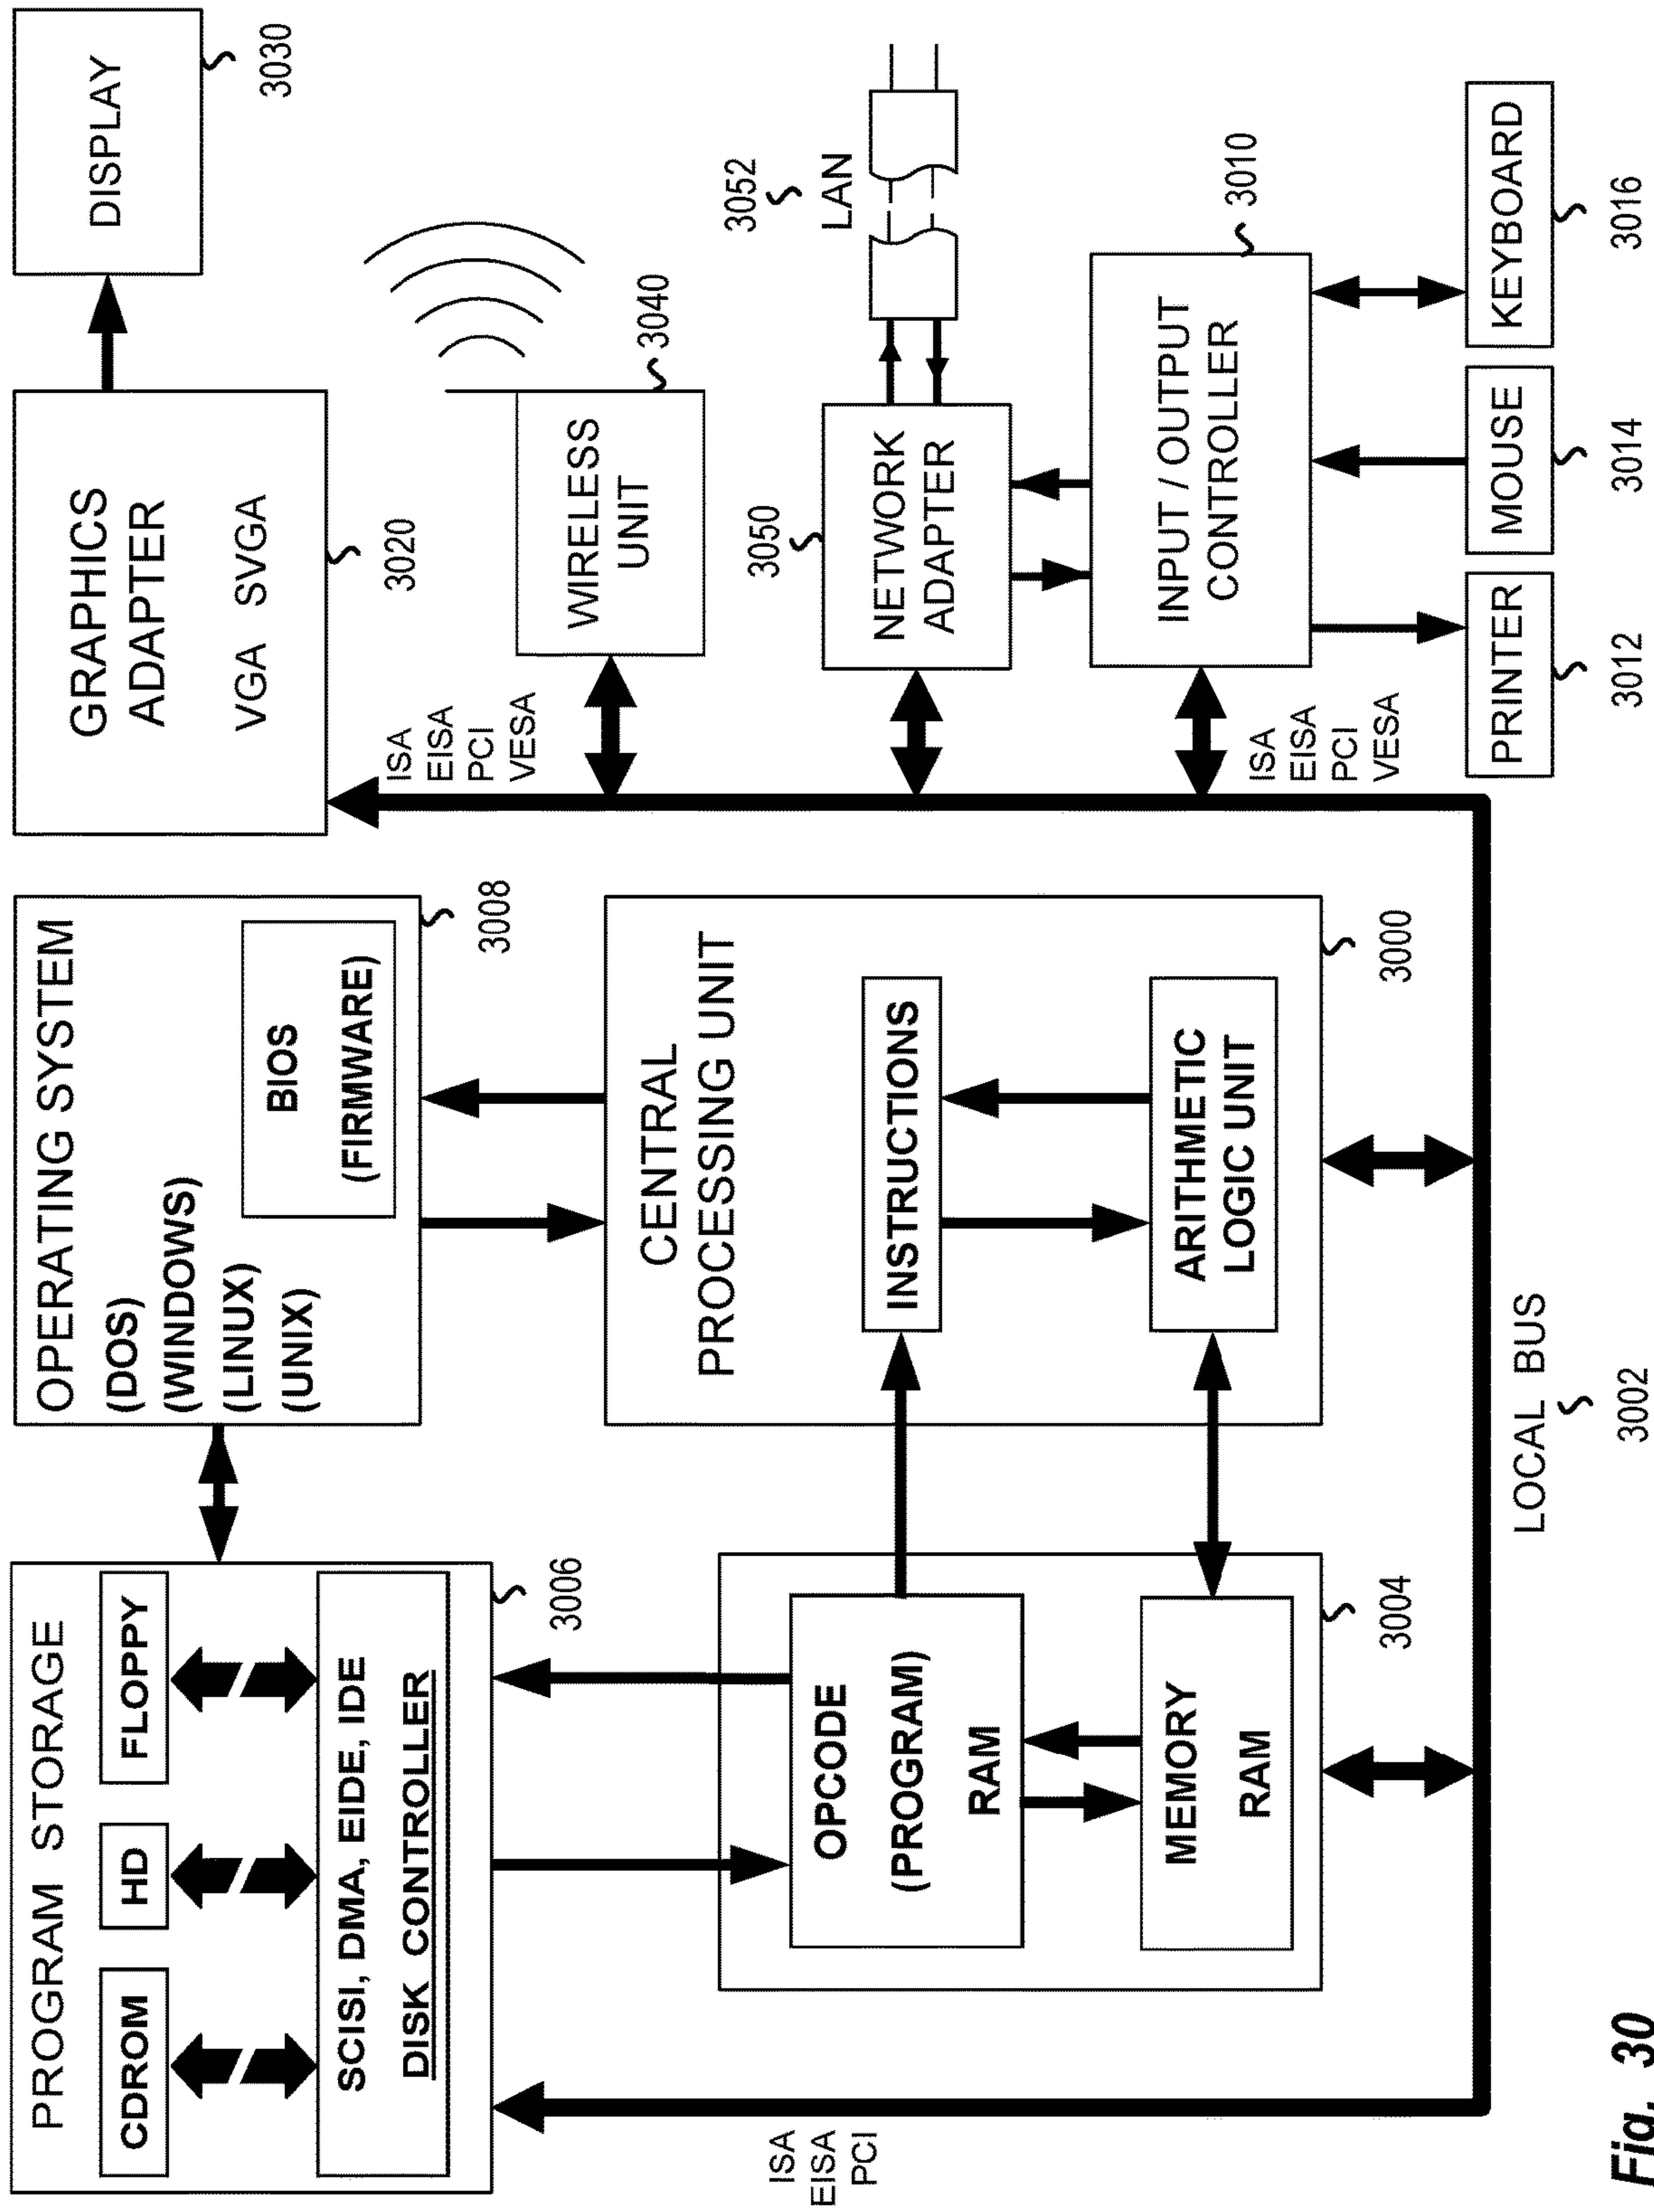 PROGRAM STORAGE
CDROM
HD
FLOPPY
SCISI, DMA, EIDE, IDE
DISK CONTROLLER
3006
OPERATING SYSTEM
(DOS)
(WINDOWS)
(LINUX)
(UNIX)
BIOS
(FIRMWARE)
3008
GRAPHICS
ADAPTER
VGA SVGA
3020
DISPLAY
3030
ISA
EISA
PCI
VESA
WIRELESS
UNIT
3040
CENTRAL
PROCESSING UNIT
INSTRUCTIONS
ARITHMETIC
LOGIC UNIT
3000
ISA
EISA
PCI
OPCODE
(PROGRAM)
RAM
MEMORY
RAM
3004
3050
NETWORK
ADAPTER
3052
LAN
INPUT / OUTPUT
CONTROLLER
3010
ISA
EISA
PCI
VESA
PRINTER
3012
MOUSE
3014
KEYBOARD
3016
LOCAL BUS
3002
Fig. 30